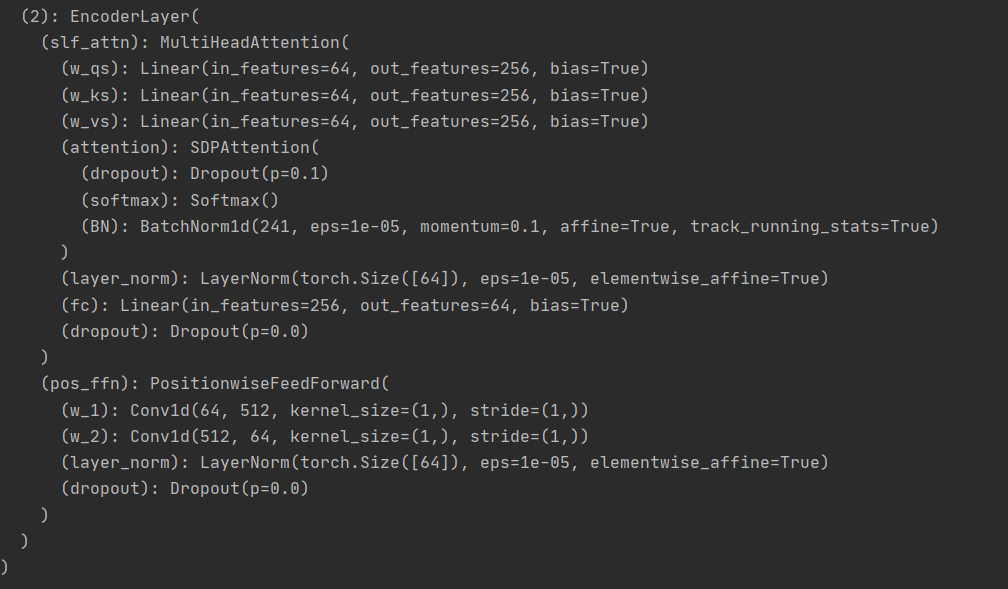 (2): EncoderLayer(
(slf_attn): MultiHeadAttention(
(w_qs): Linear(in_features=64, out_features=256, bias=True)
(w_ks): Linear(in_features=64, out_features=256, bias=True)
(w_vs): Linear(in_features=64, out_features=256, bias=True)
(attention): SDPAttention(
(dropout): Dropout(p=0.1)
(softmax): Softmax()
(BN): BatchNorm1d(241, eps=1e-05, momentum=0.1, affine=True, track_running_stats=True)
)
(layer_norm): LayerNorm(torch.Size([64]), eps=1e-05, elementwise_affine=True)
(fc): Linear(in_features=256, out_features=64, bias=True)
(dropout): Dropout(p=0.0)
)
(pos_ffn): PositionwiseFeedForward(
(w_1): Conv1d(64, 512, kernel_size=(1,), stride=(1,))
(w_2): Conv1d(512, 64, kernel_size=(1,), stride=(1,))
(layer_norm): LayerNorm(torch.Size([64]), eps=1e-05, elementwise_affine=True)
(dropout): Dropout(p=0.0)
)
)
)